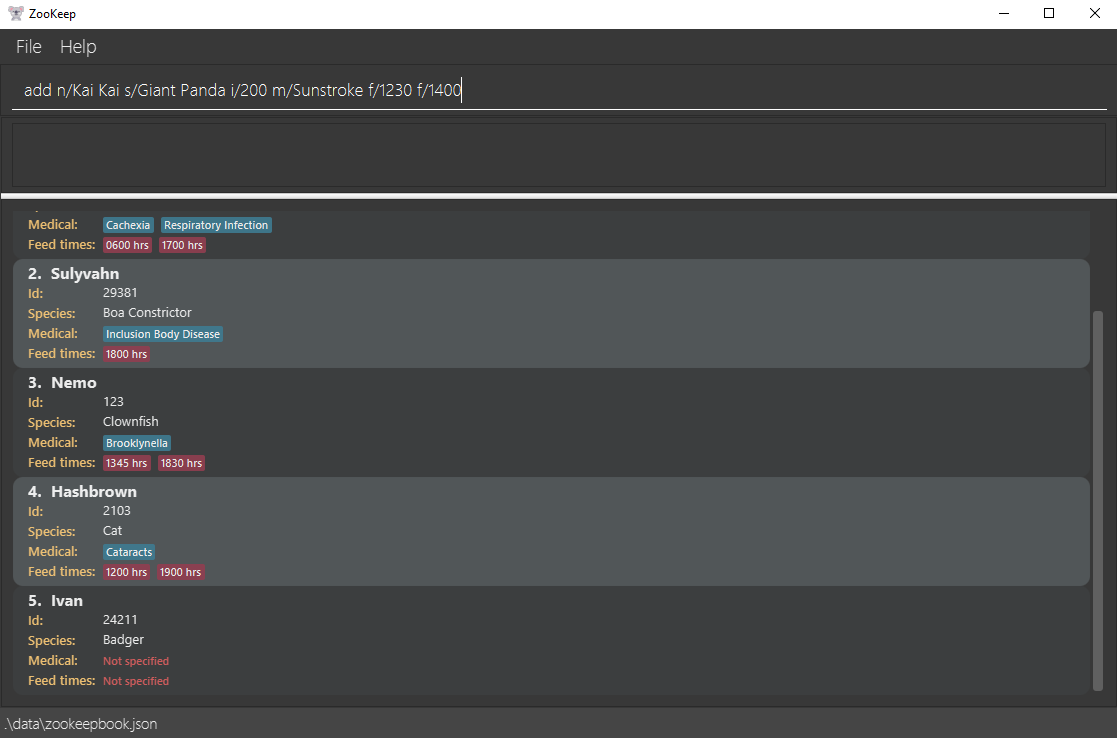 ZooKeep
File Help
add n/Kai Kai s/Giant Panda i/200 m/Sunstroke f/1230 f/1400
Medical: Cachexia Respiratory Infection
Feed times: 0600 hrs 1700 hrs
2. Sulyvahn
Id: 29381
Species: Boa Constrictor
Medical: Inclusion Body Disease
Feed times: 1800 hrs
3. Nemo
Id: 123
Species: Clownfish
Medical: Brooklynella
Feed times: 1345 hrs 1830 hrs
4. Hashbrown
Id: 2103
Species: Cat
Medical: Cataracts
Feed times: 1200 hrs 1900 hrs
5. Ivan
Id: 24211
Species: Badger
Medical: Not specified
Feed times: Not specified
.\data\zookeepbook.json